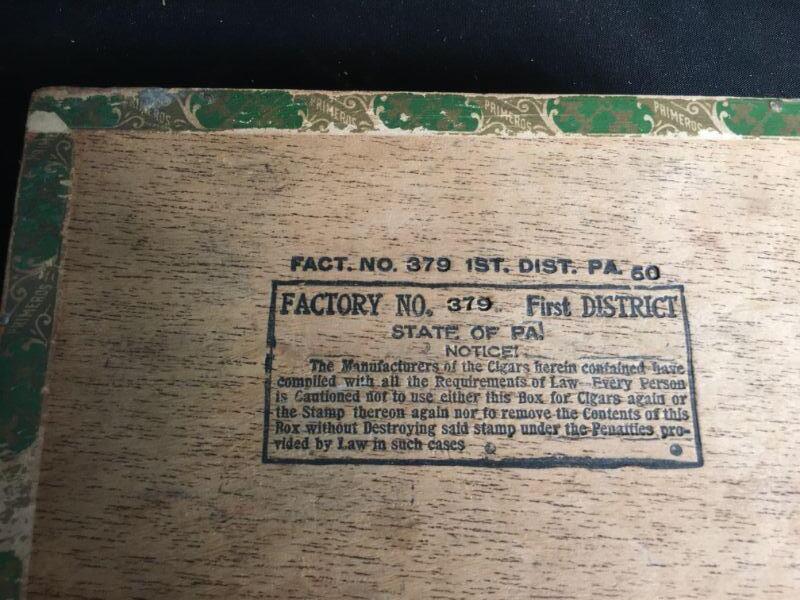 PRIMEROS PRIMEROS PRIMEROS
PRIMEROS
FACT. NO. 379 1ST. DIST. PA. 50
FACTORY NO. 379. First DISTRICT
STATE OF PA.
NOTICE!
The Manufacturers of the Cigars herein contained have
complied with all the Requirements of Law Every Person
is Cautioned not to use either this Box for Cigars again or
the Stamp thereon again nor to remove the Contents of this
Box without Destroying said stamp under the Penalties pro-
vided by Law in such cases